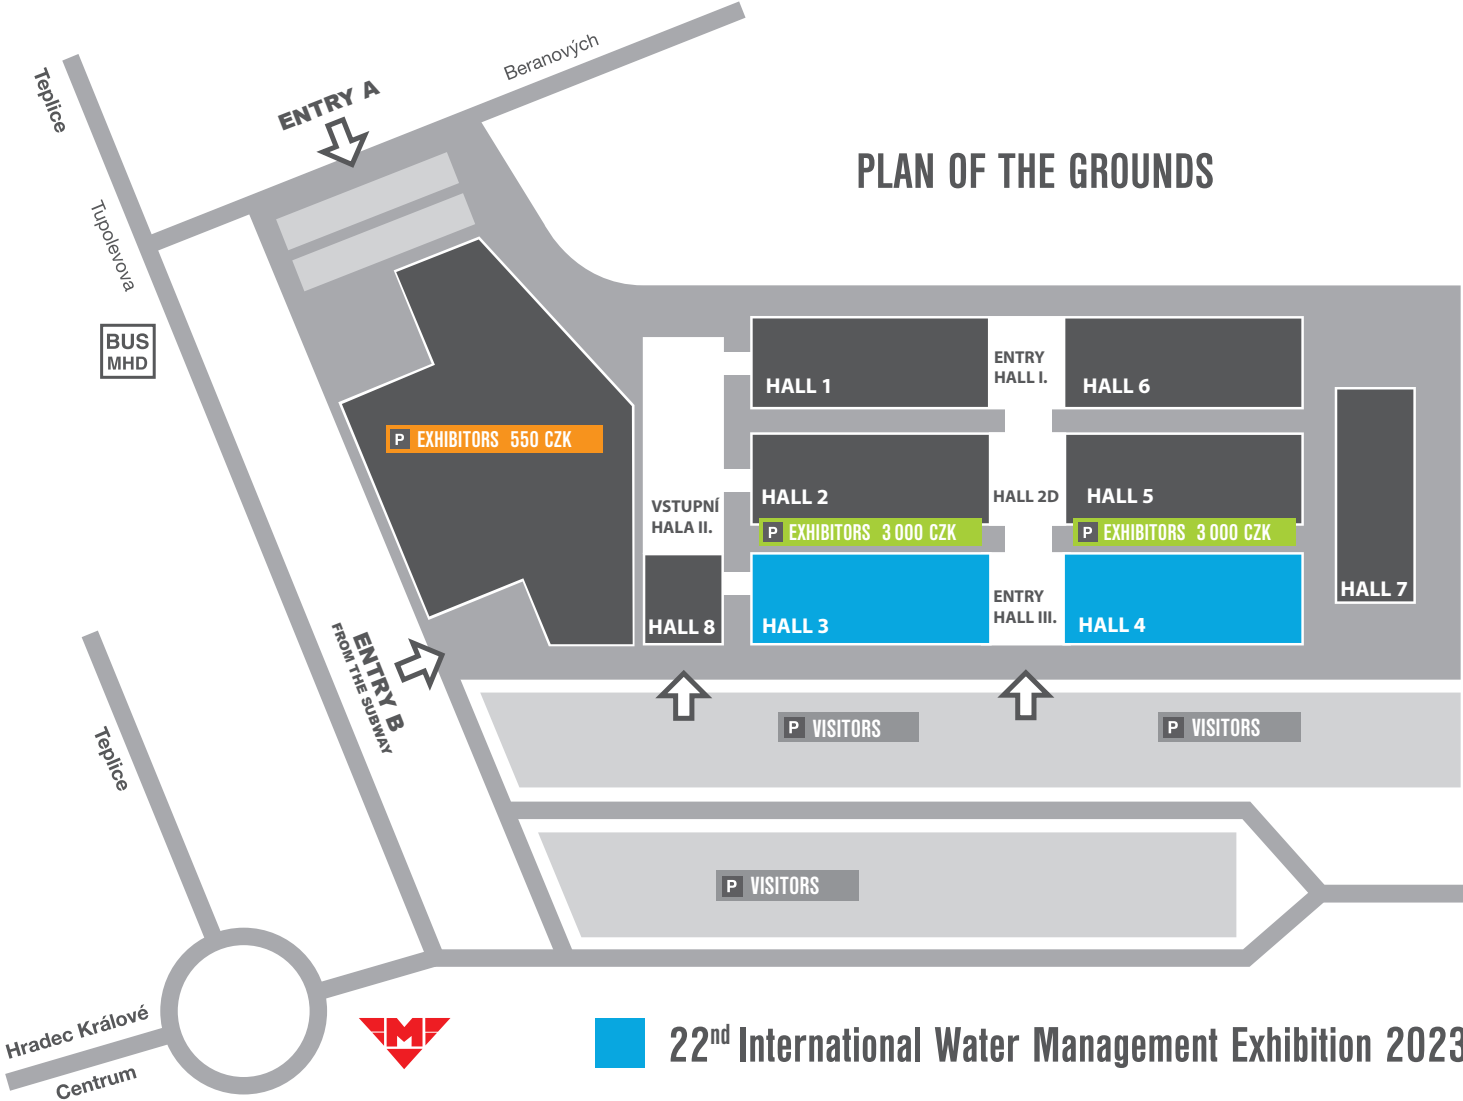 Beranových
Teplice
ENTRY A
PLAN OF THE GROUNDS
Tupolevova
BUS
MHD
ENTRY
HALL I.
HALL 1
HALL 6
P EXHIBITORS 550 CZK
VSTUPNÍ
HALA II.
HALL 2
HALL 2D
HALL 5
P EXHIBITORS 3 000 CZK
P EXHIBITORS 3 000 CZK
HALL 7
ENTRY
HALL III.
HALL 8
HALL 3
HALL 4
ENTRY B
FROM THE SUBWAY
P VISITORS
P VISITORS
Teplice
P VISITORS
Hradec Králové
Centrum
M
22nd International Water Management Exhibition 2023